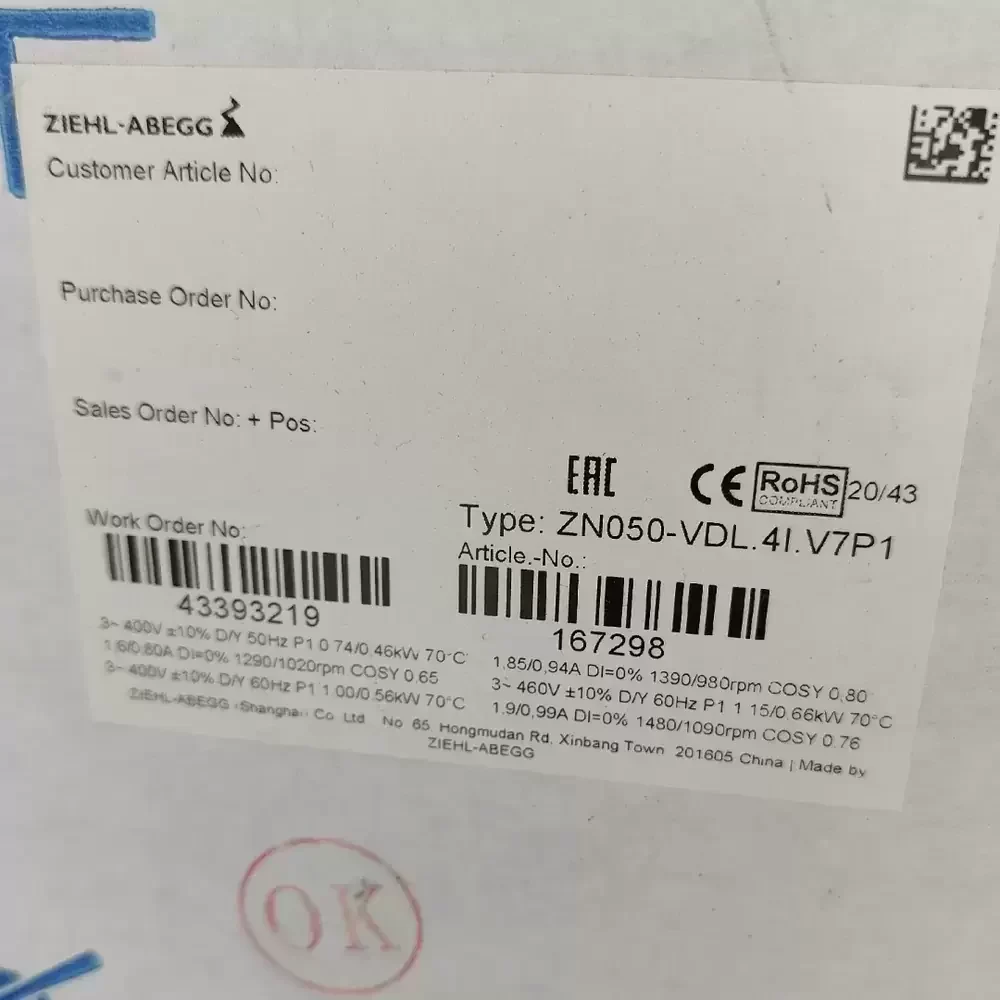 ZIEHL-ABEGG
Customer Article No:
Purchase Order No:
Sales Order No: + Pos:
EAC CE RoHS 20/43
COMPLIANT
Work Order No:
43393219
Type: ZN050-VDL.4I.V7P1
Article.-No.:
167298
3~ 400V ±10% D/Y 50Hz P1 0.74/0.46kW 70°C
1.6/0.80A DI=0% 1290/1020rpm COSY 0.65
3~ 400V ±10% D/Y 60Hz P1 1.00/0.56kW 70°C
1,85/0,94A DI=0% 1390/980rpm COSY 0,80
3~ 460V ±10% D/Y 60Hz P1 1.15/0.66kW 70°C
1.9/0,99A DI=0% 1480/1090rpm COSY 0.76
ZIEHL-ABEGG (Shanghai) Co Ltd No 65 Hongmudan Rd, Xinbang Town 201605 China | Made by
ZIEHL-ABEGG
OK